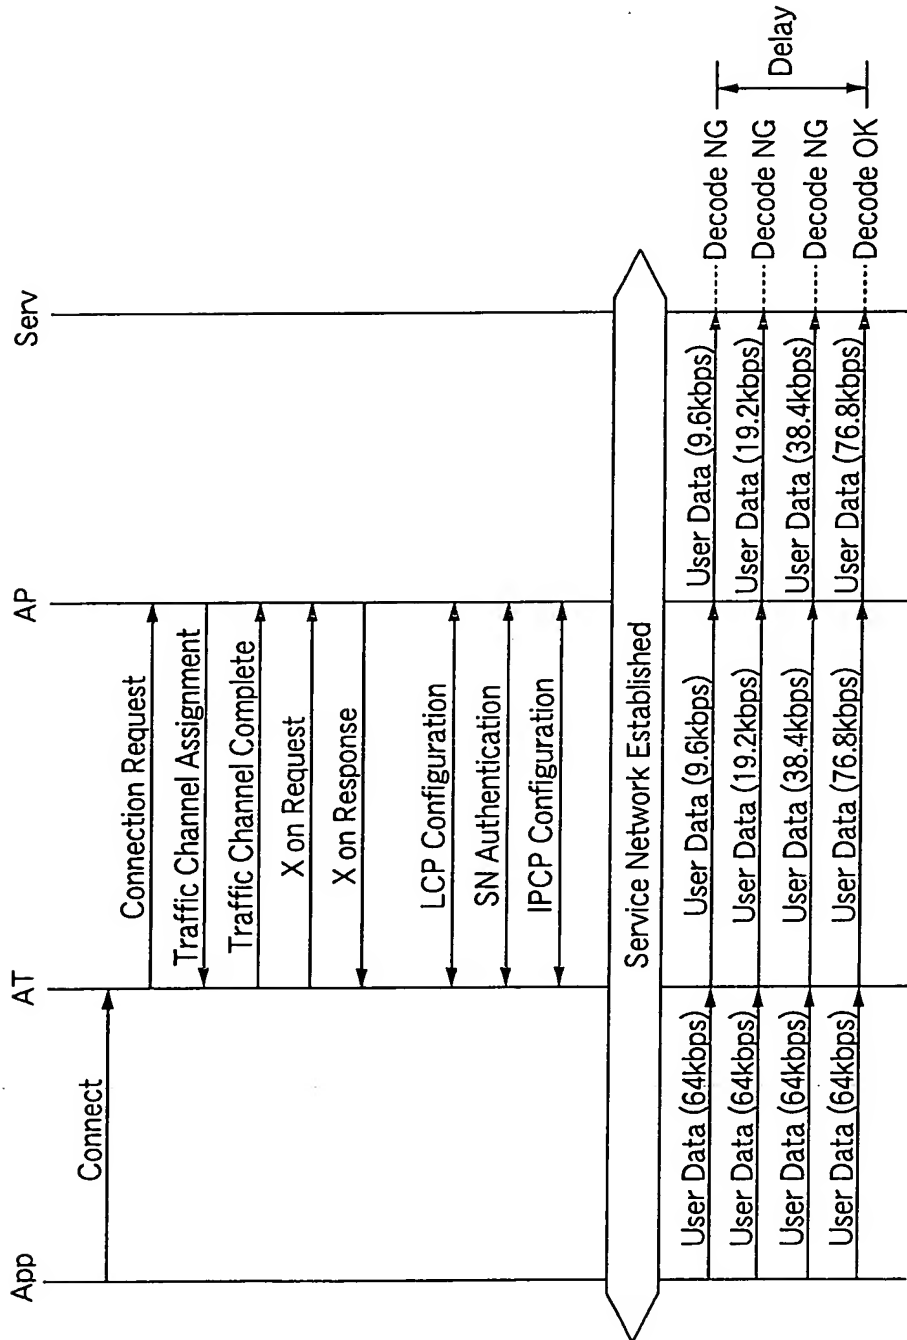 App
AT
AP
Serv
Connect
Connection Request
Traffic Channel Assignment
Traffic Channel Complete
X on Request
X on Response
LCP Configuration
SN Authentication
IPCP Configuration
Service Network Established
User Data (64kbps)
User Data (9.6kbps)
User Data (9.6kbps)
Decode NG
User Data (64kbps)
User Data (19.2kbps)
User Data (19.2kbps)
Decode NG
User Data (64kbps)
User Data (38.4kbps)
User Data (38.4kbps)
Decode NG
User Data (64kbps)
User Data (76.8kbps)
User Data (76.8kbps)
Decode OK
Delay